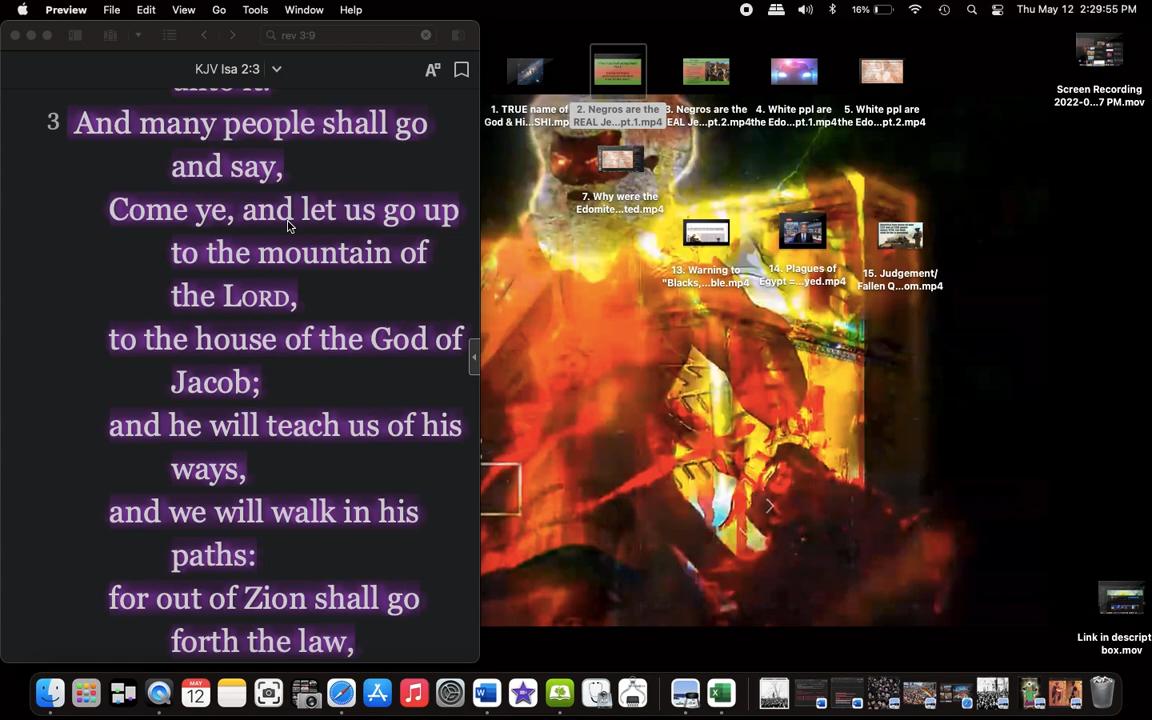 Preview File Edit View Go Tools Window Help
16% Thu May 12 2:29:55 PM
rev 3:9
KJV Isa 2:3
unto it.
3 And many people shall go
and say,
Come ye, and let us go up
to the mountain of
the LORD,
to the house of the God of
Jacob;
and he will teach us of his
ways,
and we will walk in his
paths:
for out of Zion shall go
forth the law,
1. TRUE name of
God & Hi...SHI.mp
2. Negros are the
REAL Je...pt.1.mp4
3. Negros are the
EAL Je...pt.2.mp4
4. White ppl are
the Edo...pt.1.mp4
5. White ppl are
the Edo...pt.2.mp4
7. Why were the
Edomite...ted.mp4
13. Warning to
"Blacks,...ble.mp4
14. Plagues of
Egypt =...yed.mp4
15. Judgement/
Fallen Q...om.mp4
Screen Recording
2022-0...7 PM.mov
Link in descript
box.mov
MAY
12